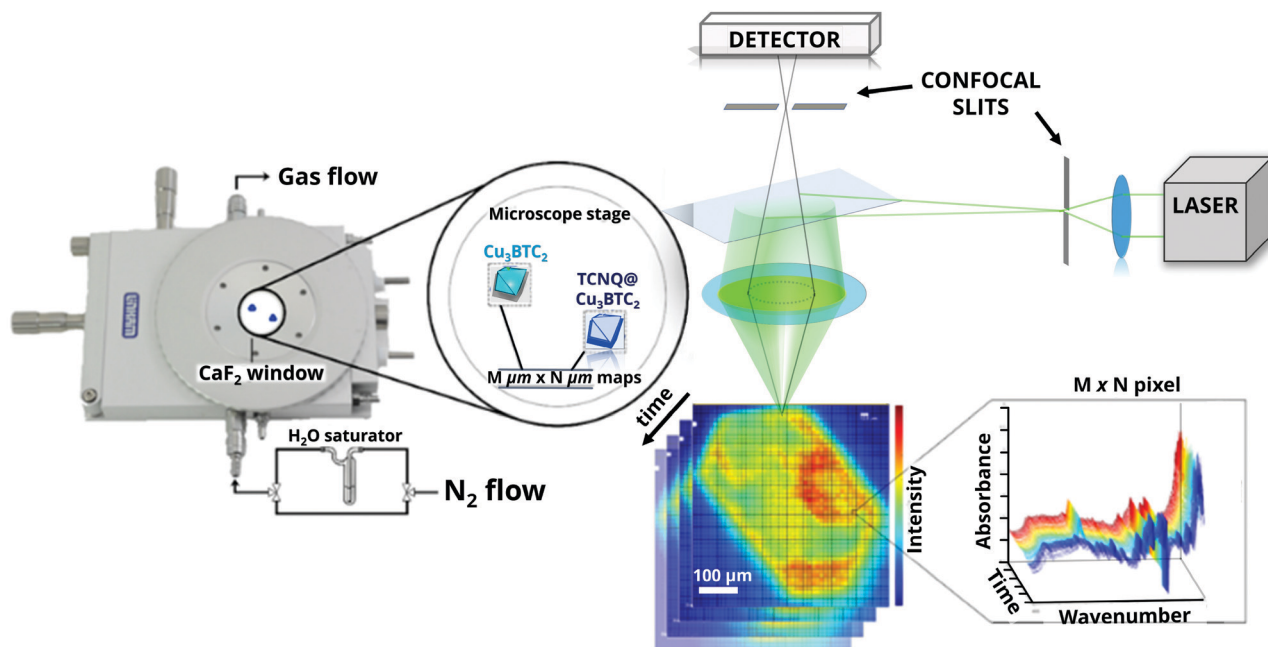 DETECTOR
CONFOCAL
SLITS
LASER
Gas flow
Microscope stage
Cu₃BTC₂
TCNQ@
Cu₃BTC₂
M µm x N µm maps
LINKAM
CaF₂ window
H₂O saturator
N₂ flow
time
100 µm
Intensity
M x N pixel
Absorbance
Time
Wavenumber